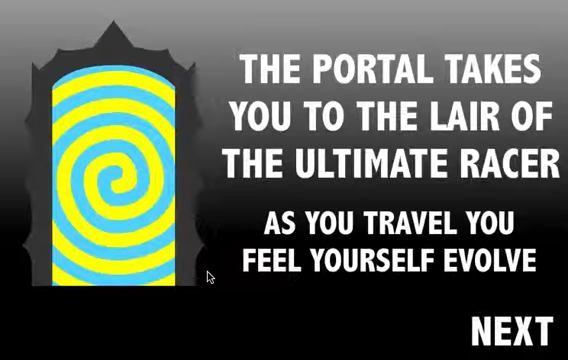 THE PORTAL TAKES
YOU TO THE LAIR OF
THE ULTIMATE RACER
AS YOU TRAVEL YOU
FEEL YOURSELF EVOLVE
NEXT